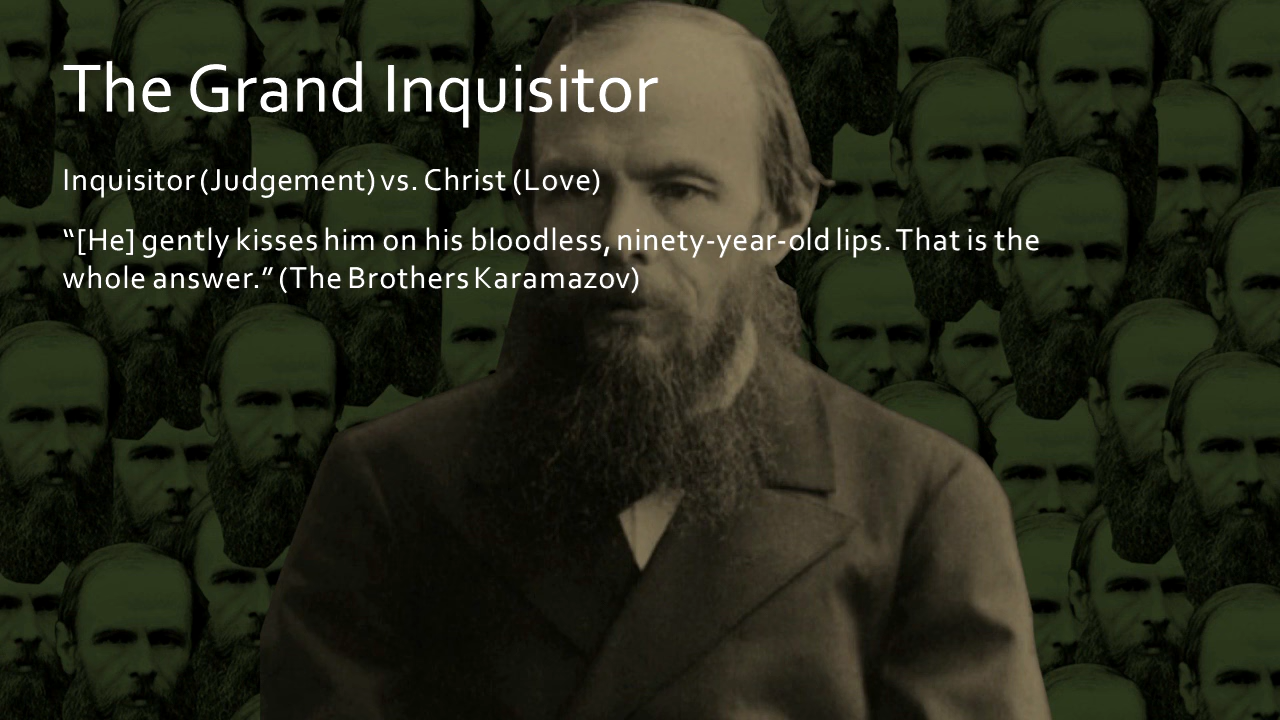 The Grand Inquisitor
Inquisitor (Judgement) vs. Christ (Love)
“[He] gently kisses him on his bloodless, ninety-year-old lips. That is the
whole answer.” (The Brothers Karamazov)